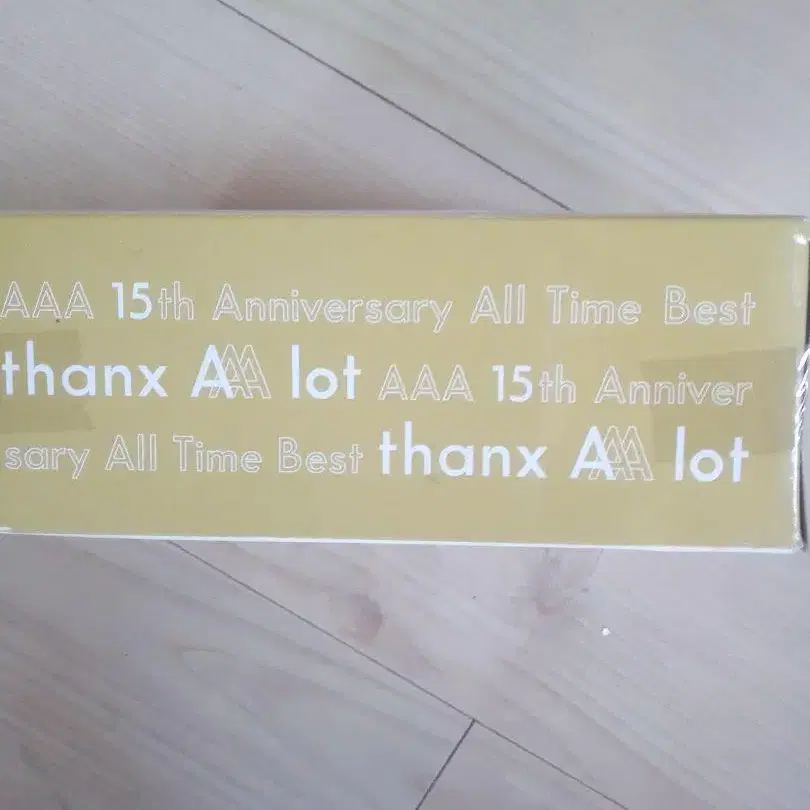 AAA 15th Anniversary All Time Best
thanx AAA lot AAA 15th Anniver
sary All Time Best thanx AAA lot